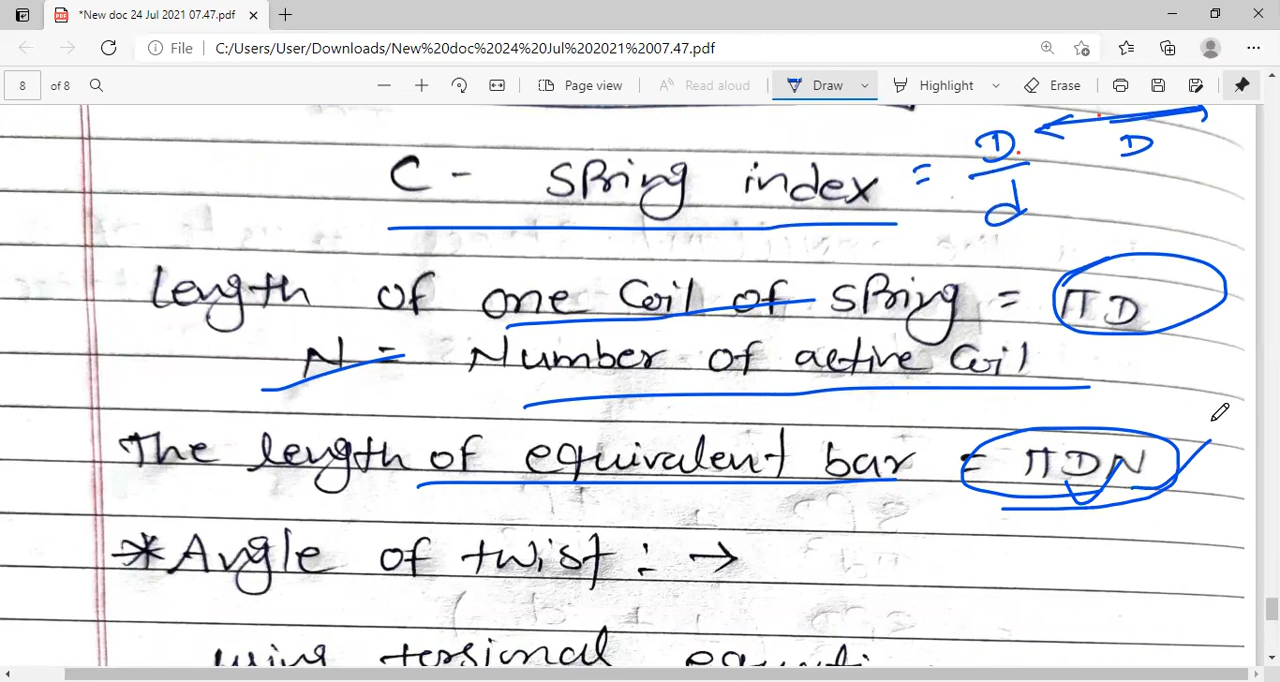 *New doc 24 Jul 2021 07.47.pdf
File C:/Users/User/Downloads/New%20doc%2024%20Jul%202021%2007.47.pdf
8 of 8 Page view Read aloud Draw Highlight Erase
D
C - Spring index = D/d
Length of one Coil of Spring = πD
N = Number of active Coil
The length of equivalent bar = πDN
*Angle of twist : →
using torsional